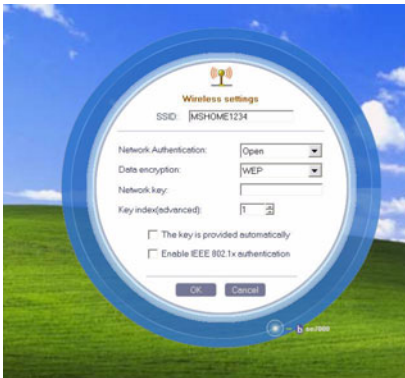 Wireless settings
SSID: MSHOME1234
Network Authentication: Open
Data encryption: WEP
Network key:
Key index(advanced): 1
The key is provided automatically
Enable IEEE 802.1x authentication
OK Cancel